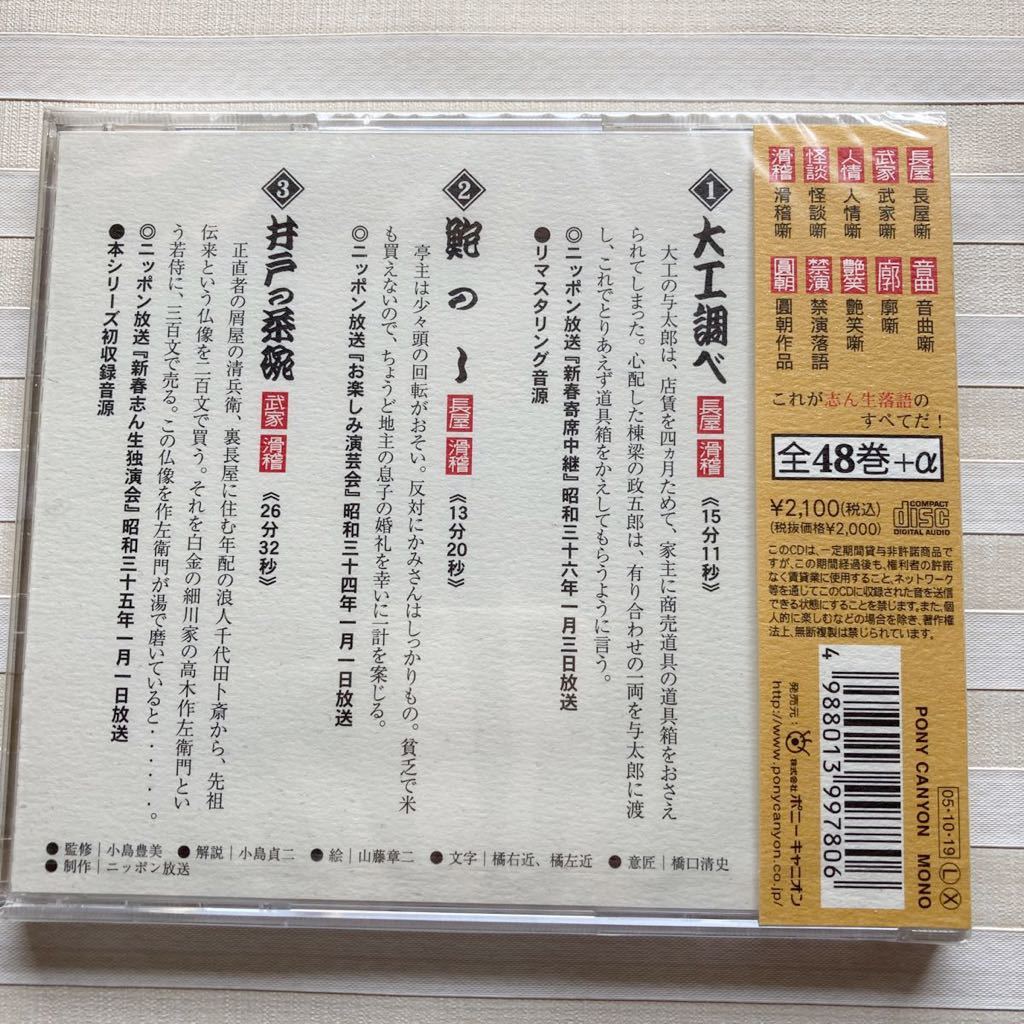 1 大工調べ 長屋 滑稽 《15分11秒》
大工の与太郎は、店賃を四ヵ月ためて、家主に商売道具の道具箱をおさえ
られてしまった。心配した棟梁の政五郎は、有り合わせの一両を与太郎に渡
し、これでとりあえず道具箱をかえしてもらうように言う。
◎ニッポン放送『新春寄席中継』昭和三十六年一月三日放送
●リマスタリング音源
2 鮑のし 長屋 滑稽 《13分20秒》
亭主は少々頭の回転がおそい。反対にかみさんはしっかりもの。貧乏で米
も買えないので、ちょうど地主の息子の婚礼を幸いに一計を案じる。
◎ニッポン放送『お楽しみ演芸会』昭和三十四年一月一日放送
3 井戸の茶碗 武家 滑稽 《26分32秒》
正直者の屑屋の清兵衛、裏長屋に住む年配の浪人千代田卜斎から、先祖
伝来という仏像を二百文で買う。それを白金の細川家の高木作左衛門とい
う若侍に、三百文で売る。この仏像を作左衛門が湯で磨いていると‥‥‥‥。
◎ニッポン放送『新春志ん生独演会』昭和三十五年一月一日放送
●本シリーズ初収録音源
●監修｜小島豊美 ●解説｜小島貞二 ●絵｜山藤章二 ●文字｜橘右近、橘左近 ●意匠｜橋口清史
●制作｜ニッポン放送
長屋 長屋噺
武家 武家噺
人情 人情噺
怪談 怪談噺
滑稽 滑稽噺
音曲 音曲噺
廓 廓噺
艶笑 艶笑噺
禁演 禁演落語
圓朝 圓朝作品
これが志ん生落語の
すべてだ！
全48巻+α
¥2,100(税込)
(税抜価格¥2,000)
COMPACT disc DIGITAL AUDIO
このCDは、一定期間貸与非許諾商品で
すが、この期間経過後も、権利者の許諾
なく賃貸業に使用すること、ネットワーク
等を通じてこのCDに収録された音を送信
できる状態にすることを禁じます。また、個
人的に楽しむなどの場合を除き、著作権
法上、無断複製は禁じられています。
PONY CANYON MONO
05・10・19 L X
4 988013 997806
発売元： 株式会社 ポニーキャニオン
http://www.ponycanyon.co.jp/